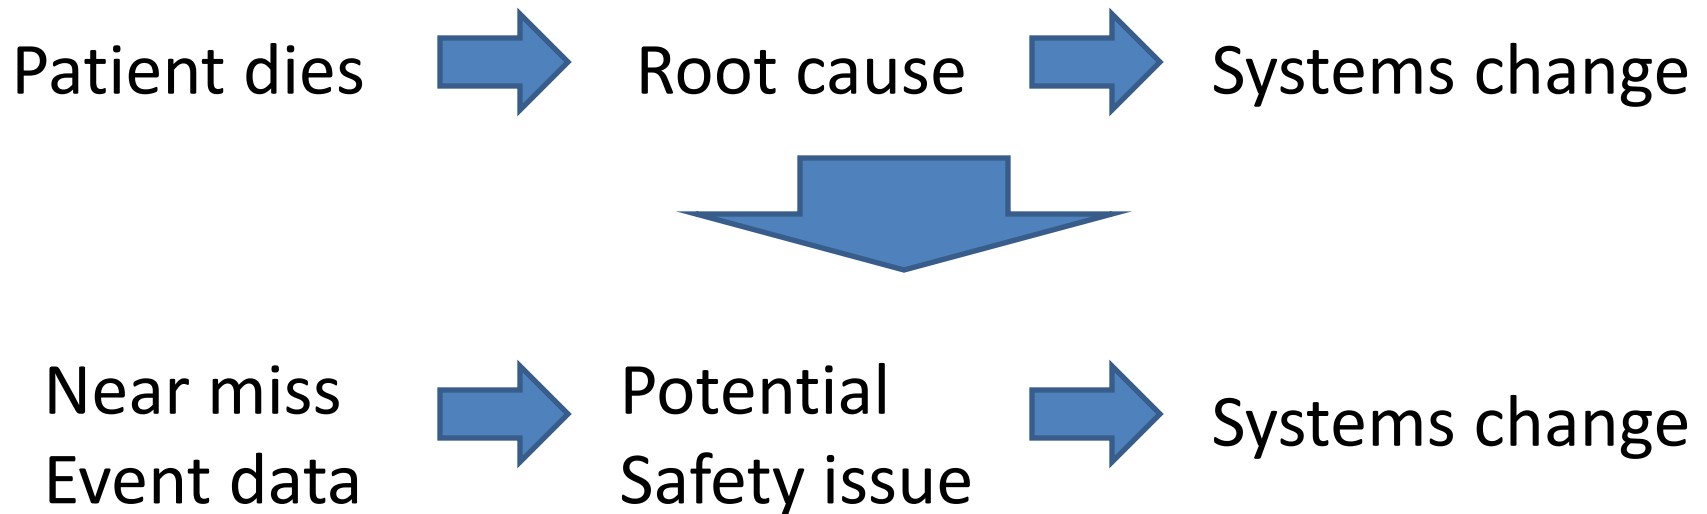 Patient dies
Root cause
Systems change
Near miss
Event data
Potential
Safety issue
Systems change